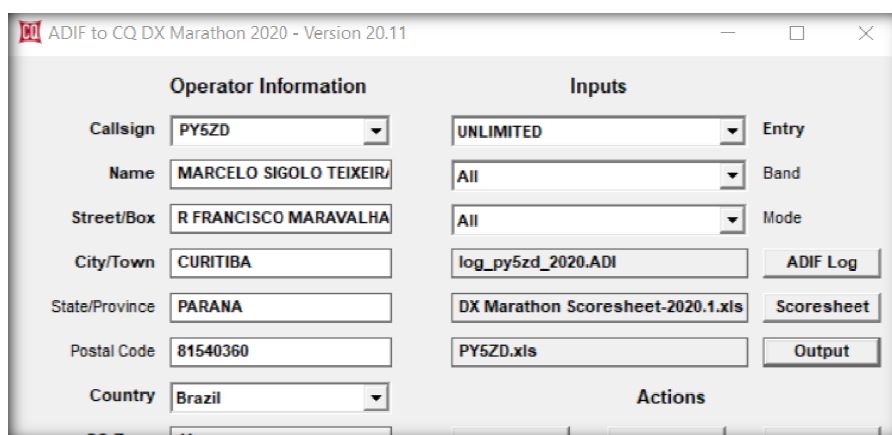 ADIF to CQ DX Marathon 2020 - Version 20.11
Operator Information Inputs
Callsign PY5ZD UNLIMITED Entry
Name MARCELO SIGOLO TEIXEIRA All Band
Street/Box R FRANCISCO MARAVALHA All Mode
City/Town CURITIBA log_py5zd_2020.ADI ADIF Log
State/Province PARANA DX Marathon Scoresheet-2020.1.xls Scoresheet
Postal Code 81540360 PY5ZD.xls Output
Country Brazil Actions